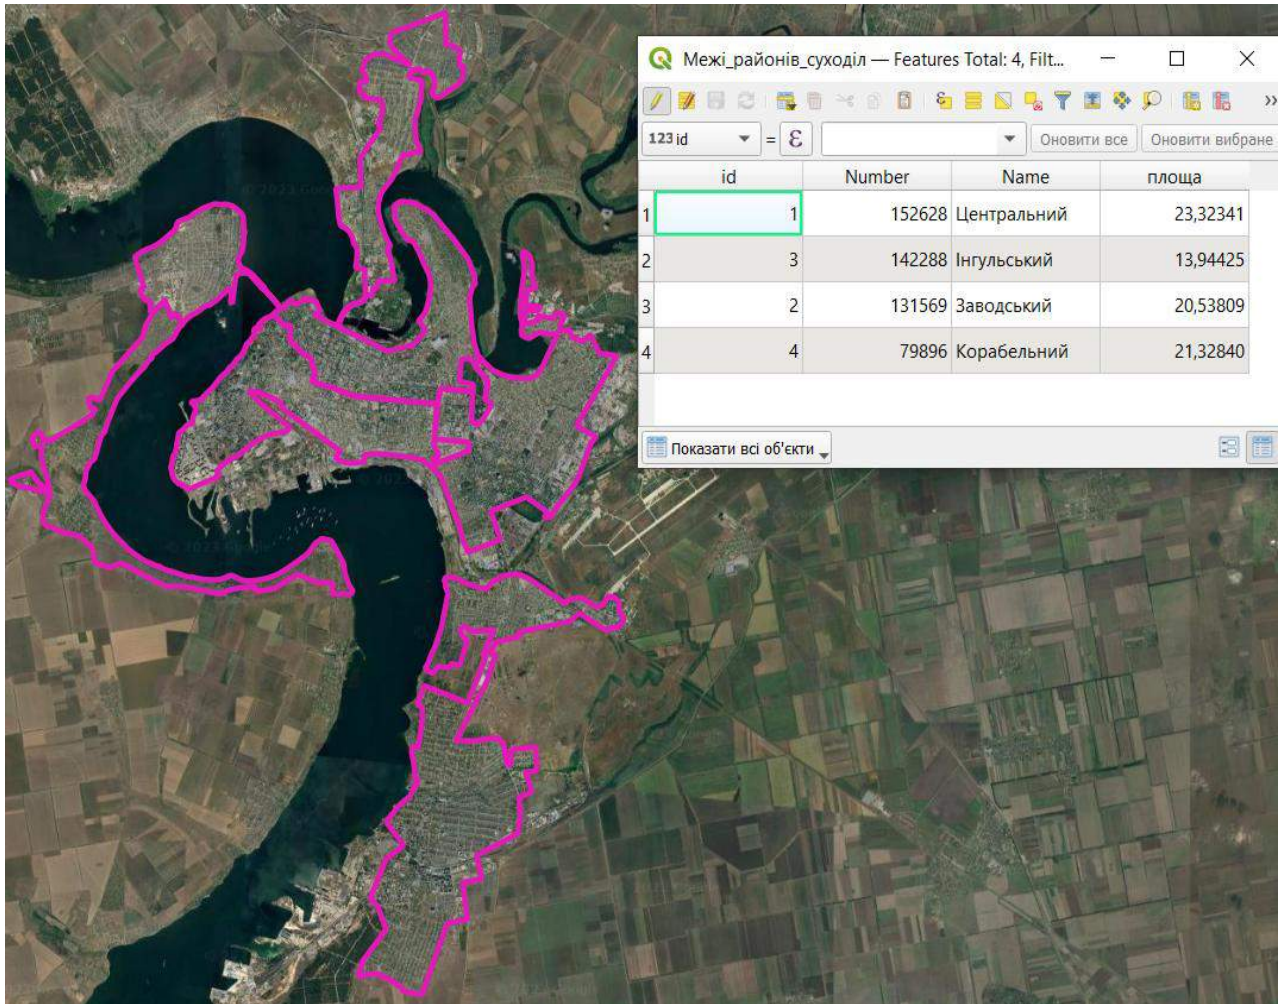 Межі_районів_суходіл — Features Total: 4, Filt...
123 id = ε Оновити все Оновити вибране
id Number Name площа
1 1 152628 Центральний 23,32341
2 3 142288 Інгульський 13,94425
3 2 131569 Заводський 20,53809
4 4 79896 Корабельний 21,32840
Показати всі об'єкти